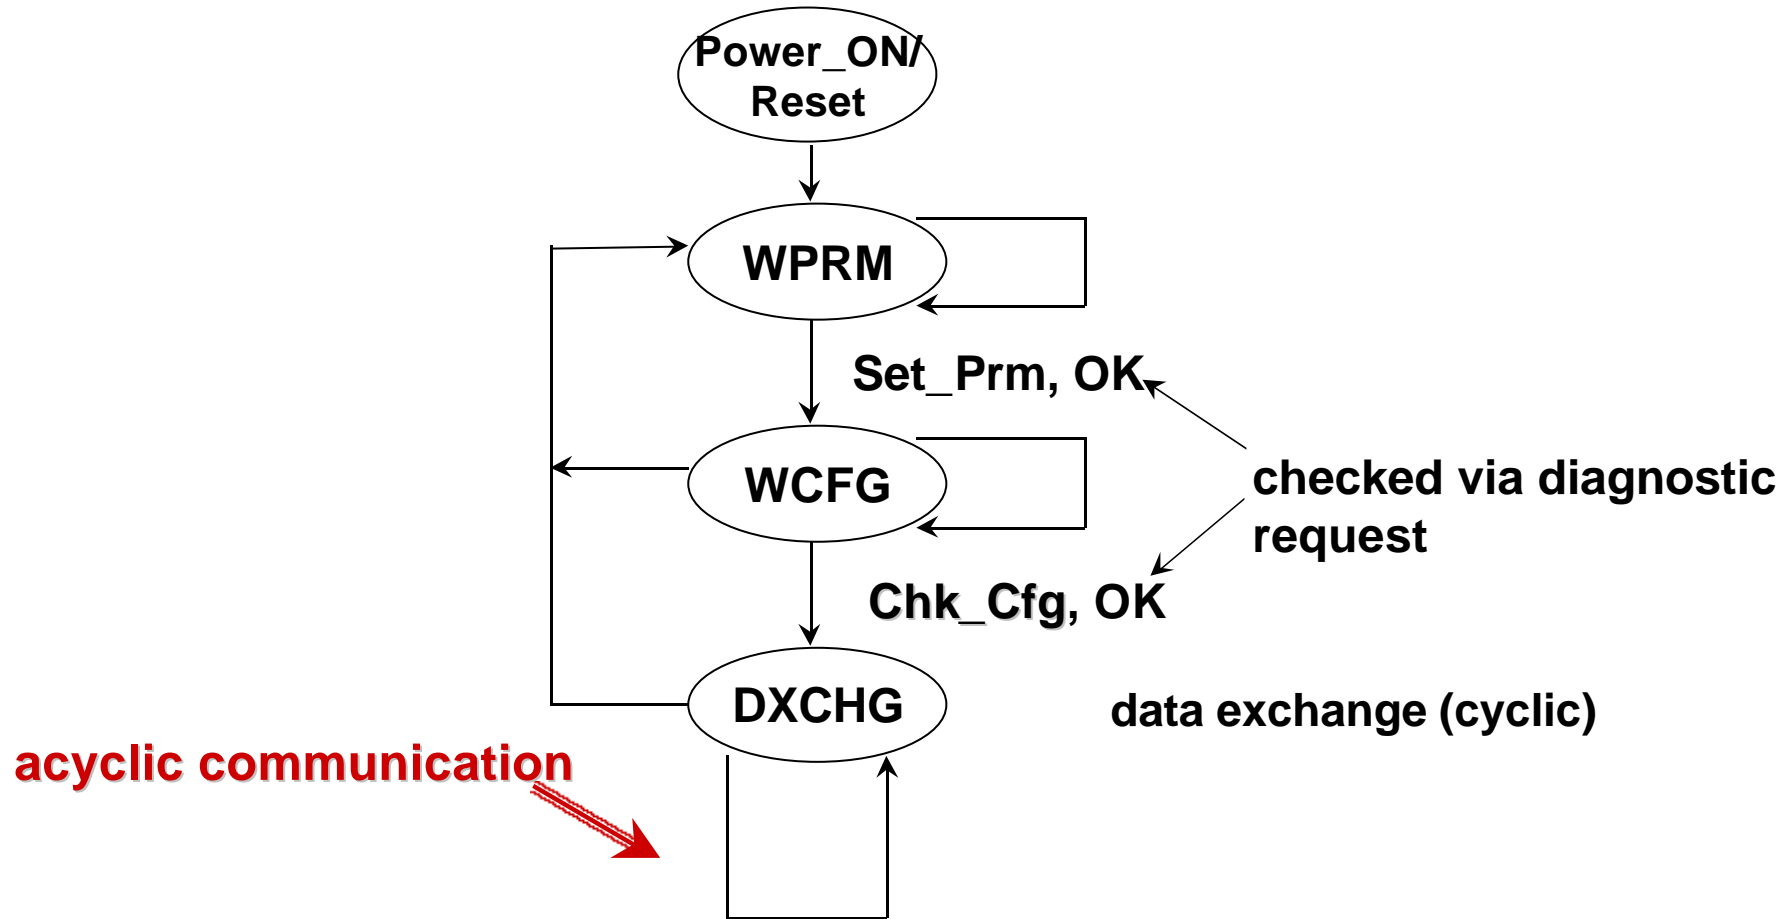 Power_ON/
Reset
WPRM
Set_Prm, OK
WCFG
checked via diagnostic
request
Chk_Cfg, OK
DXCHG
data exchange (cyclic)
acyclic communication